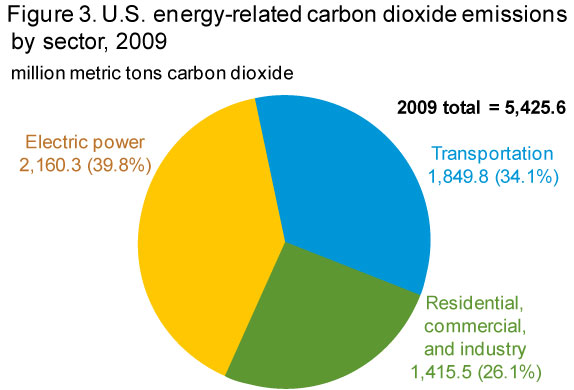 Figure 3. U.S. energy-related carbon dioxide emissions
by sector, 2009
million metric tons carbon dioxide
2009 total = 5,425.6
Electric power
2,160.3 (39.8%)
Transportation
1,849.8 (34.1%)
Residential,
commercial,
and industry
1,415.5 (26.1%)